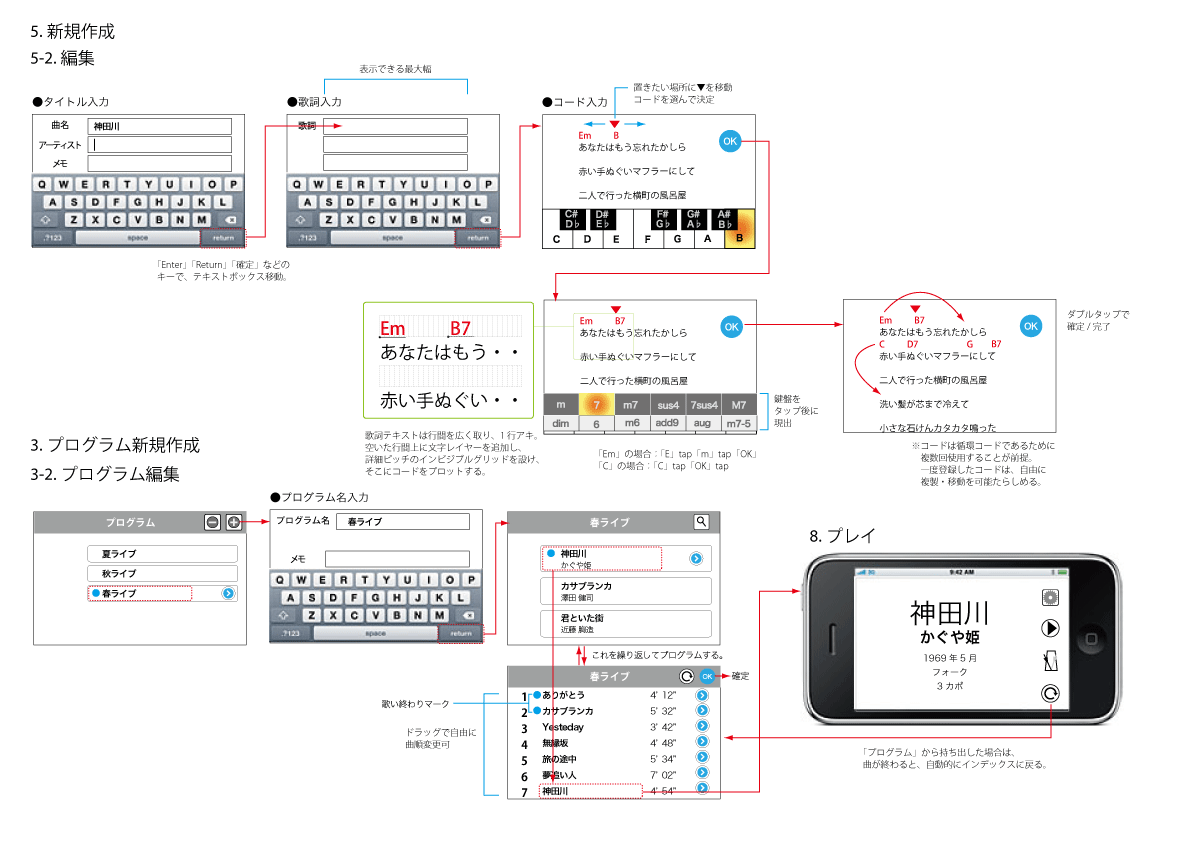 5. 新規作成
5-2. 編集
表示できる最大幅
置きたい場所に▼を移動
コードを選んで決定
●タイトル入力
●歌詞入力
●コード入力
曲名
神田川
アーティスト
メモ
Q W E R T Y U I O P
A S D F G H J K L
Z X C V B N M
.?123 space return
歌詞
Q W E R T Y U I O P
A S D F G H J K L
Z X C V B N M
.?123 space return
Em B
OK
あなたはもう忘れたかしら
赤い手ぬぐいマフラーにして
二人で行った横町の風呂屋
C# D# F# G# A#
D♭ E♭ G♭ A♭ B♭
C D E F G A B
「Enter」「Return」「確定」などの
キーで、テキストボックス移動。
Em B7
あなたはもう・・
赤い手ぬぐい・・
歌詞テキストは行間を広く取り、1行アキ。
空いた行間上に文字レイヤーを追加し、
詳細ピッチのインビジブルグリッドを設け、
そこにコードをプロットする。
Em B7
OK
あなたはもう忘れたかしら
赤い手ぬぐいマフラーにして
二人で行った横町の風呂屋
m 7 m7 sus4 7sus4 M7
dim 6 m6 add9 aug m7-5
鍵盤を
タップ後に
現出
「Em」の場合：「E」tap「m」tap「OK」
「C」の場合：「C」tap「OK」tap
Em B7
OK
あなたはもう忘れたかしら
C D7 G B7
赤い手ぬぐいマフラーにして
二人で行った横町の風呂屋
洗い髪が芯まで冷えて
小さな石けんカタカタ鳴った
ダブルタップで
確定 / 完了
※コードは循環コードであるために
複数回使用することが前提。
一度登録したコードは、自由に
複製・移動を可能たらしめる。
3. プログラム新規作成
3-2. プログラム編集
プログラム
夏ライブ
秋ライブ
春ライブ
●プログラム名入力
プログラム名
春ライブ
メモ
Q W E R T Y U I O P
A S D F G H J K L
Z X C V B N M
.?123 space return
春ライブ
神田川
かぐや姫
カサブランカ
澤田 健司
君といた街
これを繰り返してプログラムする。
春ライブ
OK
確定
歌い終わりマーク
ドラッグで自由に
曲順変更可
1 ありがとう 4' 12"
2 カサブランカ 5' 32"
3 Yesteday 3' 42"
4 無縁坂 4' 48"
5 旅の途中 5' 34"
6 夢追い人 7' 02"
7 神田川 4' 54"
8. プレイ
3G 9:42 AM
神田川
かぐや姫
1969 年 5 月
フォーク
3 カポ
「プログラム」から持ち出した場合は、
曲が終わると、自動的にインデックスに戻る。